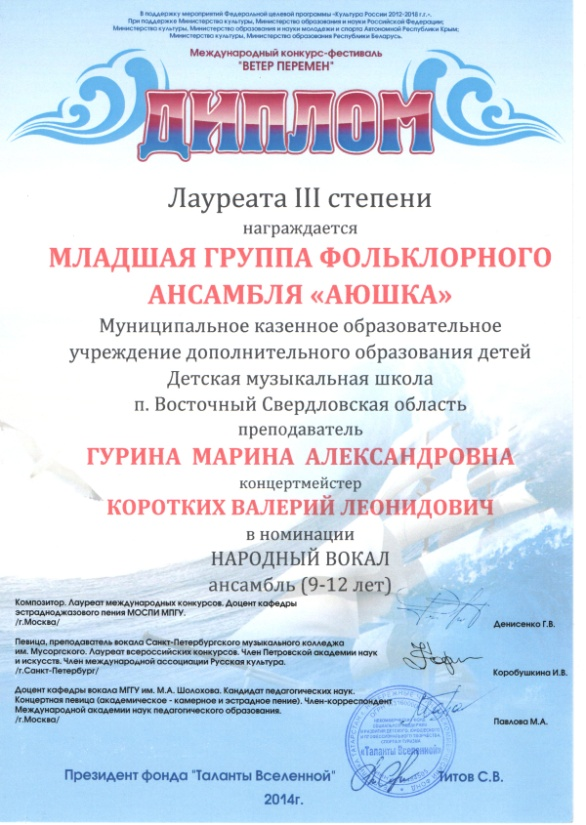 В поддержку мероприятий Федеральной целевой программы «Культура России 2012-2018 г.г.».
При поддержке Министерство культуры, Министерство образования и науки Российской Федерации;
Министерство культуры, Министерство образования и науки молодежи и спорта Автономной Республики Крым,
Министерство культуры, Министерство образования Республики Беларусь.
Международный конкурс-фестиваль
"ВЕТЕР ПЕРЕМЕН"
ДИПЛОМ
Лауреата III степени
награждается
МЛАДШАЯ ГРУППА ФОЛЬКЛОРНОГО
АНСАМБЛЯ «АЮШКА»
Муниципальное казенное образовательное
учреждение дополнительного образования детей
Детская музыкальная школа
п. Восточный Свердловская область
преподаватель
ГУРИНА МАРИНА АЛЕКСАНДРОВНА
концертмейстер
КОРОТКИХ ВАЛЕРИЙ ЛЕОНИДОВИЧ
в номинации
НАРОДНЫЙ ВОКАЛ
ансамбль (9-12 лет)
Композитор. Лауреат международных конкурсов. Доцент кафедры
эстрадноджазового пения МОСПИ МПГУ.
/г.Москва/
Денисенко Г.В.
Певица, преподаватель вокала Санкт-Петербургского музыкального колледжа
им. Мусоргского. Лауреат всероссийских конкурсов. Член Петровской академии наук
и искусств. Член международной ассоциации Русская культура.
/г.Санкт-Петербург/
Коробушкина И.В.
Доцент кафедры вокала МГГУ им. М.А. Шолохова. Кандидат педагогических наук.
Концертная певица (академическое - камерное и эстрадное пение). Член-корреспондент
Международной академии наук педагогического образования.
/г.Москва/
Павлова М.А.
«Таланты Вселенной»
Президент фонда "Таланты Вселенной" Титов С.В.
2014г.